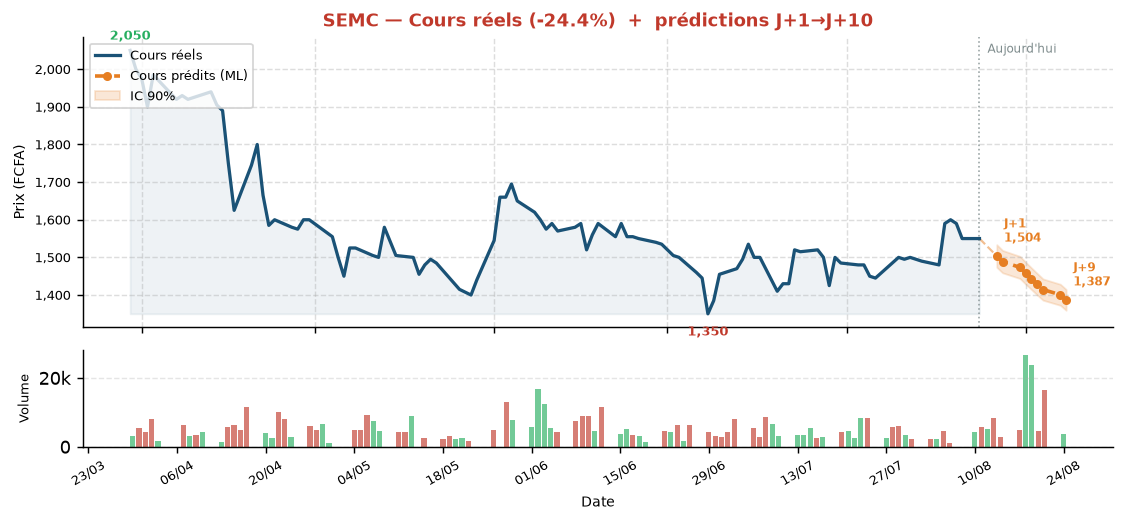 SEMC — Cours réels (-24.4%) + prédictions J+1→J+10
2,050
Cours réels
Cours prédits (ML)
IC 90%
Aujourd'hui
Prix (FCFA)
2,000
1,900
1,800
1,700
1,600
1,500
1,400
J+1
1,504
J+9
1,387
1,350
Volume
20k
0
23/03
06/04
20/04
04/05
18/05
01/06
15/06
29/06
13/07
27/07
10/08
24/08
Date